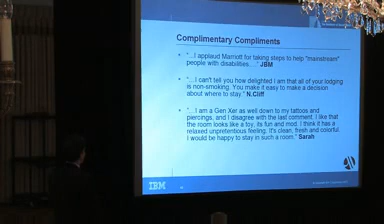 Complimentary Compliments
• "...I applaud Marriott for taking steps to help "mainstream"
people with disabilities...." JBM
• "...I can't tell you how delighted I am that all of your lodging
is non-smoking. You make it easy to make a decision
about where to stay." N.Cliff
• "...I am a Gen Xer as well down to my tattoos and
piercings, and I disagree with the last comment. I like that
the room looks like a toy, its fun and mod. I think it has a
relaxed unpretentious feeling. It's clean, fresh and colorful.
I would be happy to stay in such a room." Sarah
IBM